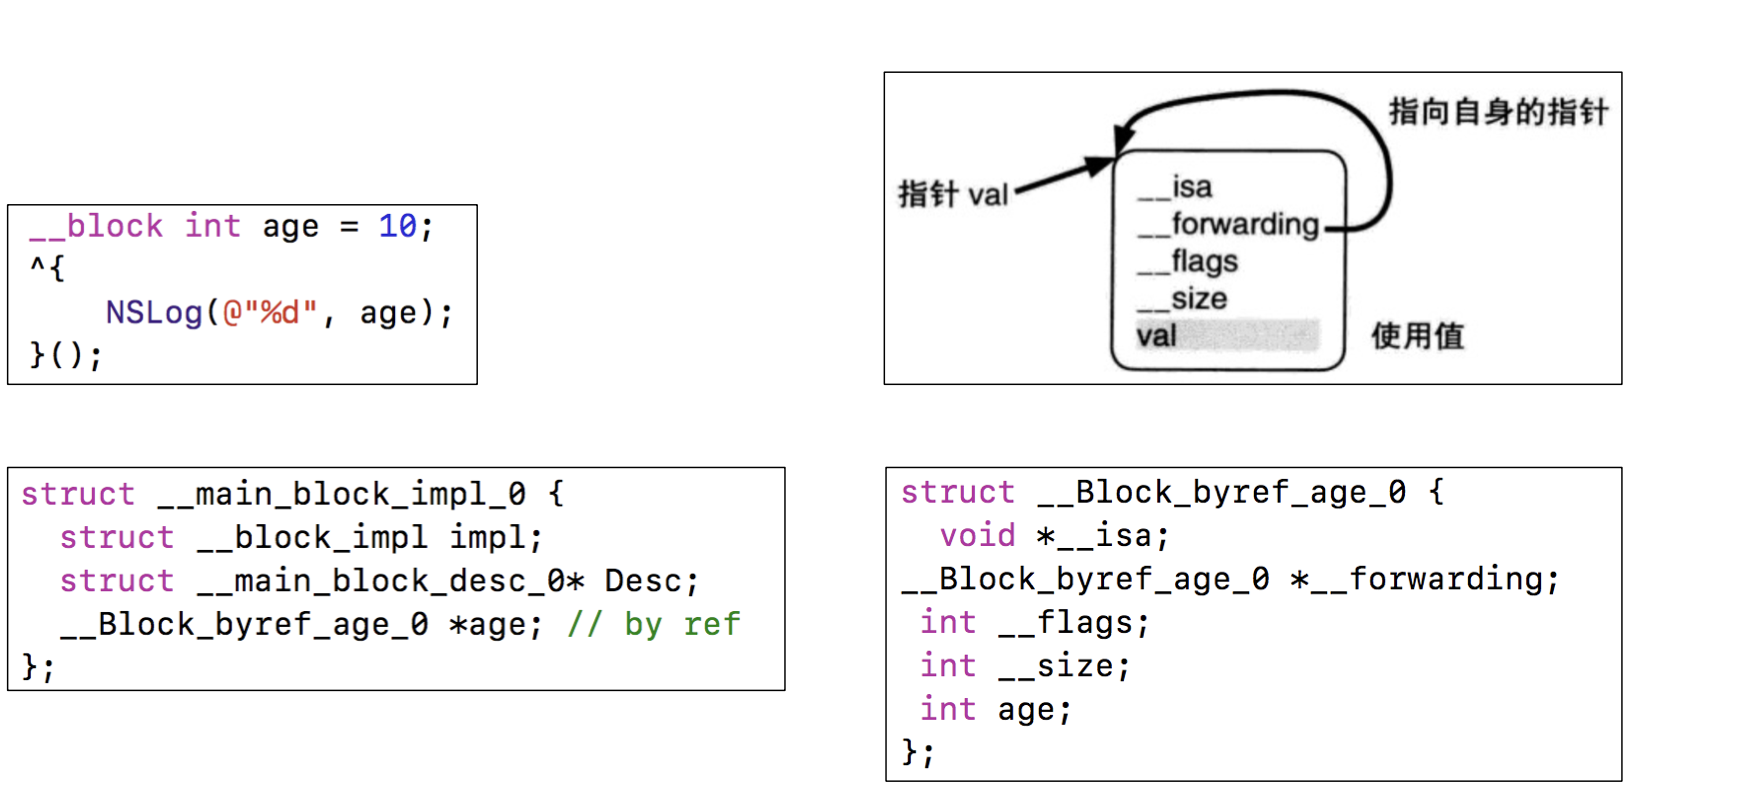 __block int age = 10;
^{
NSLog(@"%d", age);
}();
指向自身的指针
指针 val
__isa
__forwarding
__flags
__size
val
使用值
struct __main_block_impl_0 {
struct __block_impl impl;
struct __main_block_desc_0* Desc;
__Block_byref_age_0 *age; // by ref
};
struct __Block_byref_age_0 {
void *__isa;
__Block_byref_age_0 *__forwarding;
int __flags;
int __size;
int age;
};